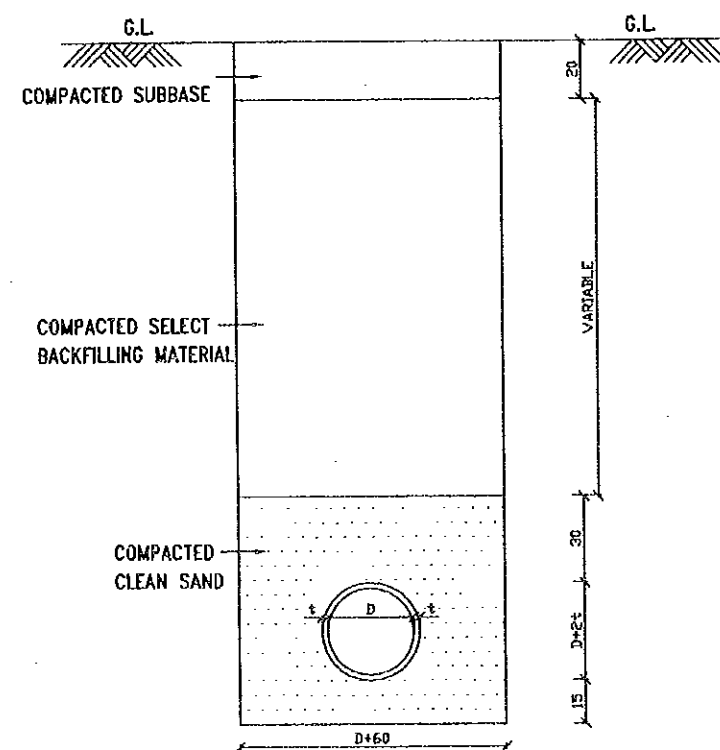 G.L.
G.L.
COMPACTED SUBBASE
20
VARIABLE
COMPACTED SELECT
BACKFILLING MATERIAL
30
COMPACTED
CLEAN SAND
t
D
t
D+2t
15
D+60